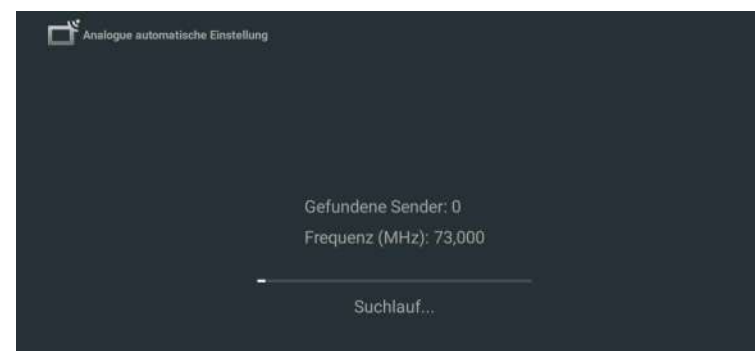 Analogue automatische Einstellung
Gefundene Sender: 0
Frequenz (MHz): 73,000
Suchlauf...